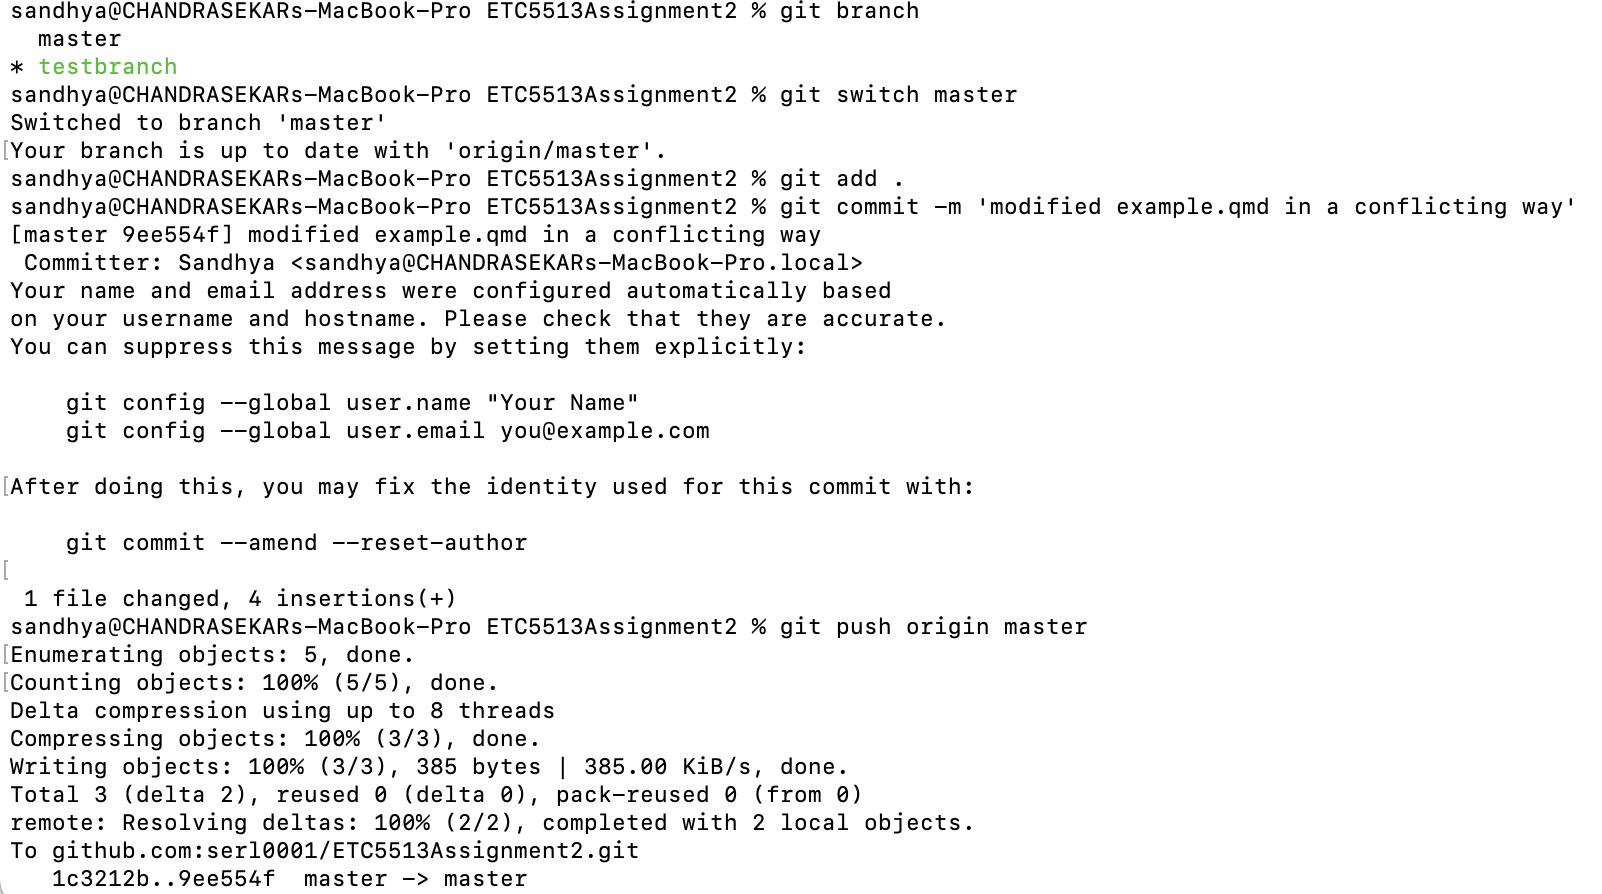 sandhya@CHANDRASEKARs-MacBook-Pro ETC5513Assignment2 % git branch
  master
* testbranch
sandhya@CHANDRASEKARs-MacBook-Pro ETC5513Assignment2 % git switch master
Switched to branch 'master'
[Your branch is up to date with 'origin/master'.
sandhya@CHANDRASEKARs-MacBook-Pro ETC5513Assignment2 % git add .
sandhya@CHANDRASEKARs-MacBook-Pro ETC5513Assignment2 % git commit -m 'modified example.qmd in a conflicting way'
[master 9ee554f] modified example.qmd in a conflicting way
 Committer: Sandhya <sandhya@CHANDRASEKARs-MacBook-Pro.local>
Your name and email address were configured automatically based
on your username and hostname. Please check that they are accurate.
You can suppress this message by setting them explicitly:

    git config --global user.name "Your Name"
    git config --global user.email you@example.com

[After doing this, you may fix the identity used for this commit with:

    git commit --amend --reset-author
[
 1 file changed, 4 insertions(+)
sandhya@CHANDRASEKARs-MacBook-Pro ETC5513Assignment2 % git push origin master
[Enumerating objects: 5, done.
[Counting objects: 100% (5/5), done.
Delta compression using up to 8 threads
Compressing objects: 100% (3/3), done.
Writing objects: 100% (3/3), 385 bytes | 385.00 KiB/s, done.
Total 3 (delta 2), reused 0 (delta 0), pack-reused 0 (from 0)
remote: Resolving deltas: 100% (2/2), completed with 2 local objects.
To github.com:serl0001/ETC5513Assignment2.git
   1c3212b..9ee554f  master -> master